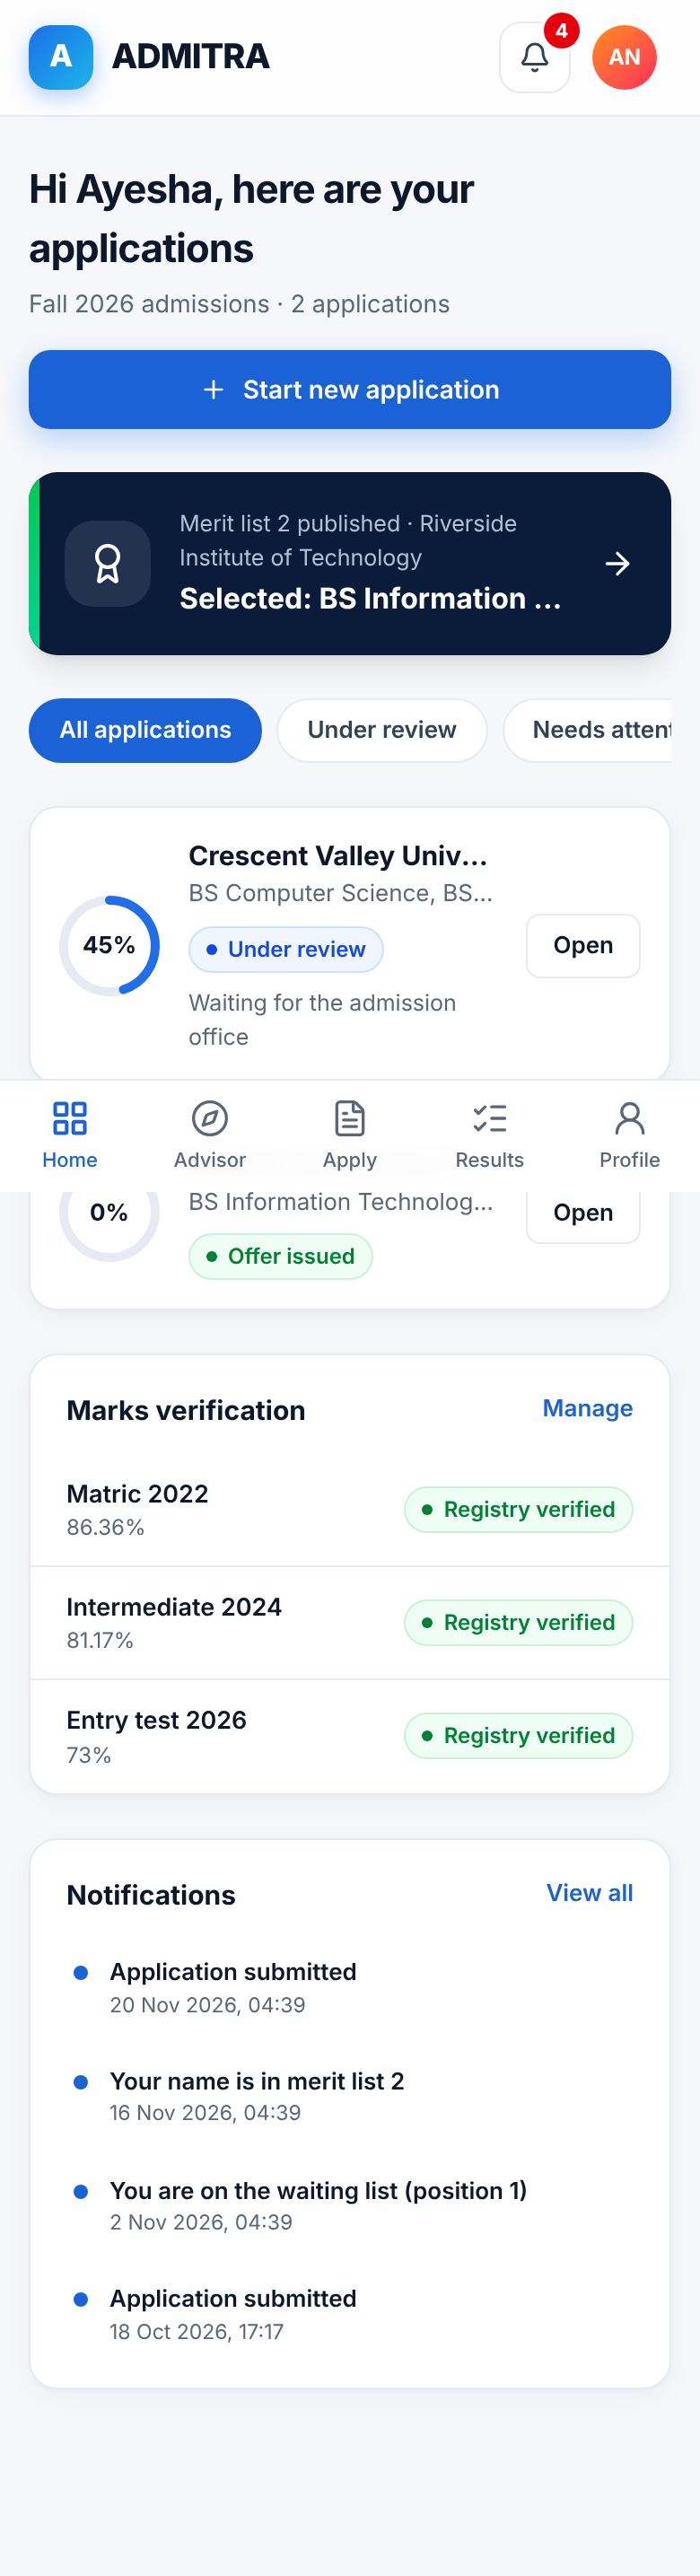 A ADMITRA
4
AN
Hi Ayesha, here are your
applications
Fall 2026 admissions · 2 applications
+ Start new application
Merit list 2 published · Riverside
Institute of Technology
Selected: BS Information ...
All applications
Under review
Needs attent
45%
Crescent Valley Univ...
BS Computer Science, BS...
Under review
Waiting for the admission
office
Open
Home
Advisor
Apply
Results
Profile
0%
BS Information Technolog...
Offer issued
Open
Marks verification
Manage
Matric 2022
86.36%
Registry verified
Intermediate 2024
81.17%
Registry verified
Entry test 2026
73%
Registry verified
Notifications
View all
Application submitted
20 Nov 2026, 04:39
Your name is in merit list 2
16 Nov 2026, 04:39
You are on the waiting list (position 1)
2 Nov 2026, 04:39
Application submitted
18 Oct 2026, 17:17